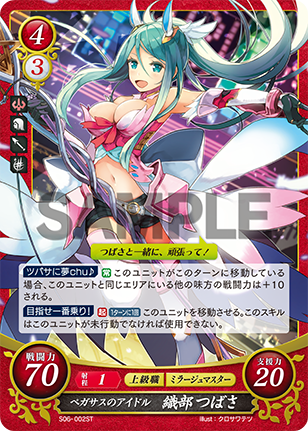 4
3
SAMPLE
つばさと一緒に、頑張って！
ツバサに夢chu♪ 常 このユニットがこのターンに移動している
場合、このユニットと同じエリアにいる他の味方の戦闘力は＋10
される。
目指せ一番乗り！ 起 1ターンに1回 このユニットを移動させる。このスキル
はこのユニットが未行動でなければ使用できない。
戦闘力
70
射程 1
上級職
ミラージュマスター
支援力
20
ペガサスのアイドル 織部 つばさ
S06-002ST
Illust：クロサワテツ